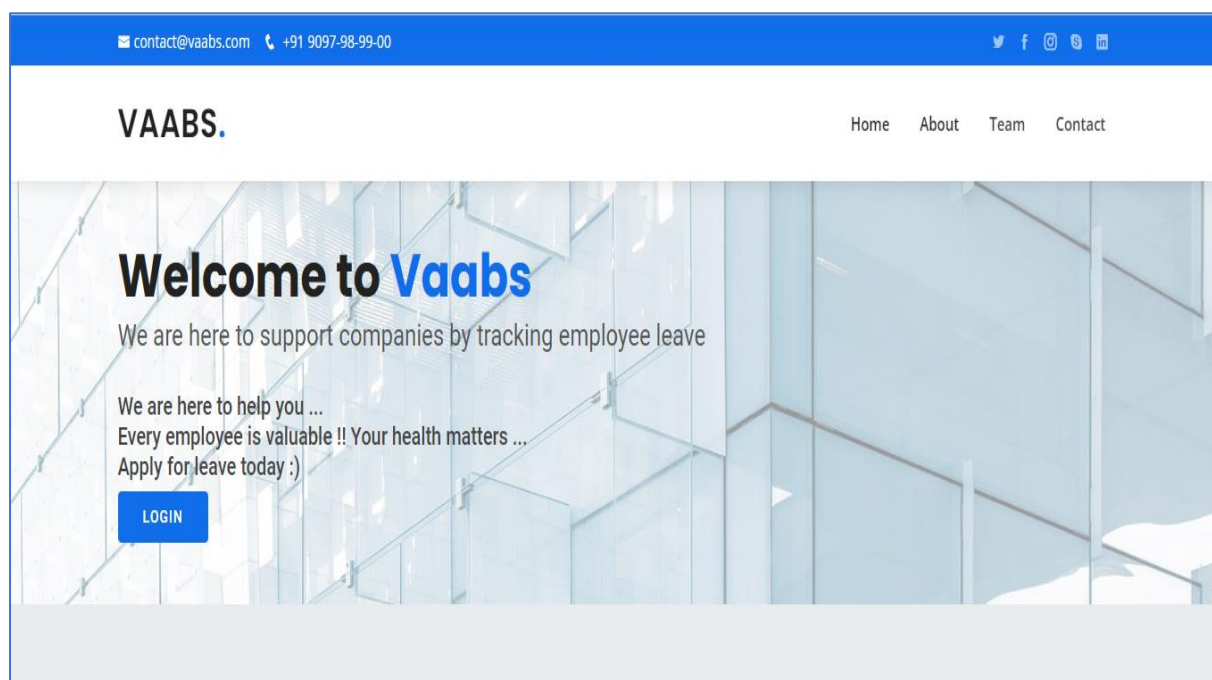 contact@vaabs.com +91 9097-98-99-00
VAABS.
Home About Team Contact
Welcome to Vaabs
We are here to support companies by tracking employee leave
We are here to help you ...
Every employee is valuable !! Your health matters ...
Apply for leave today :)
LOGIN